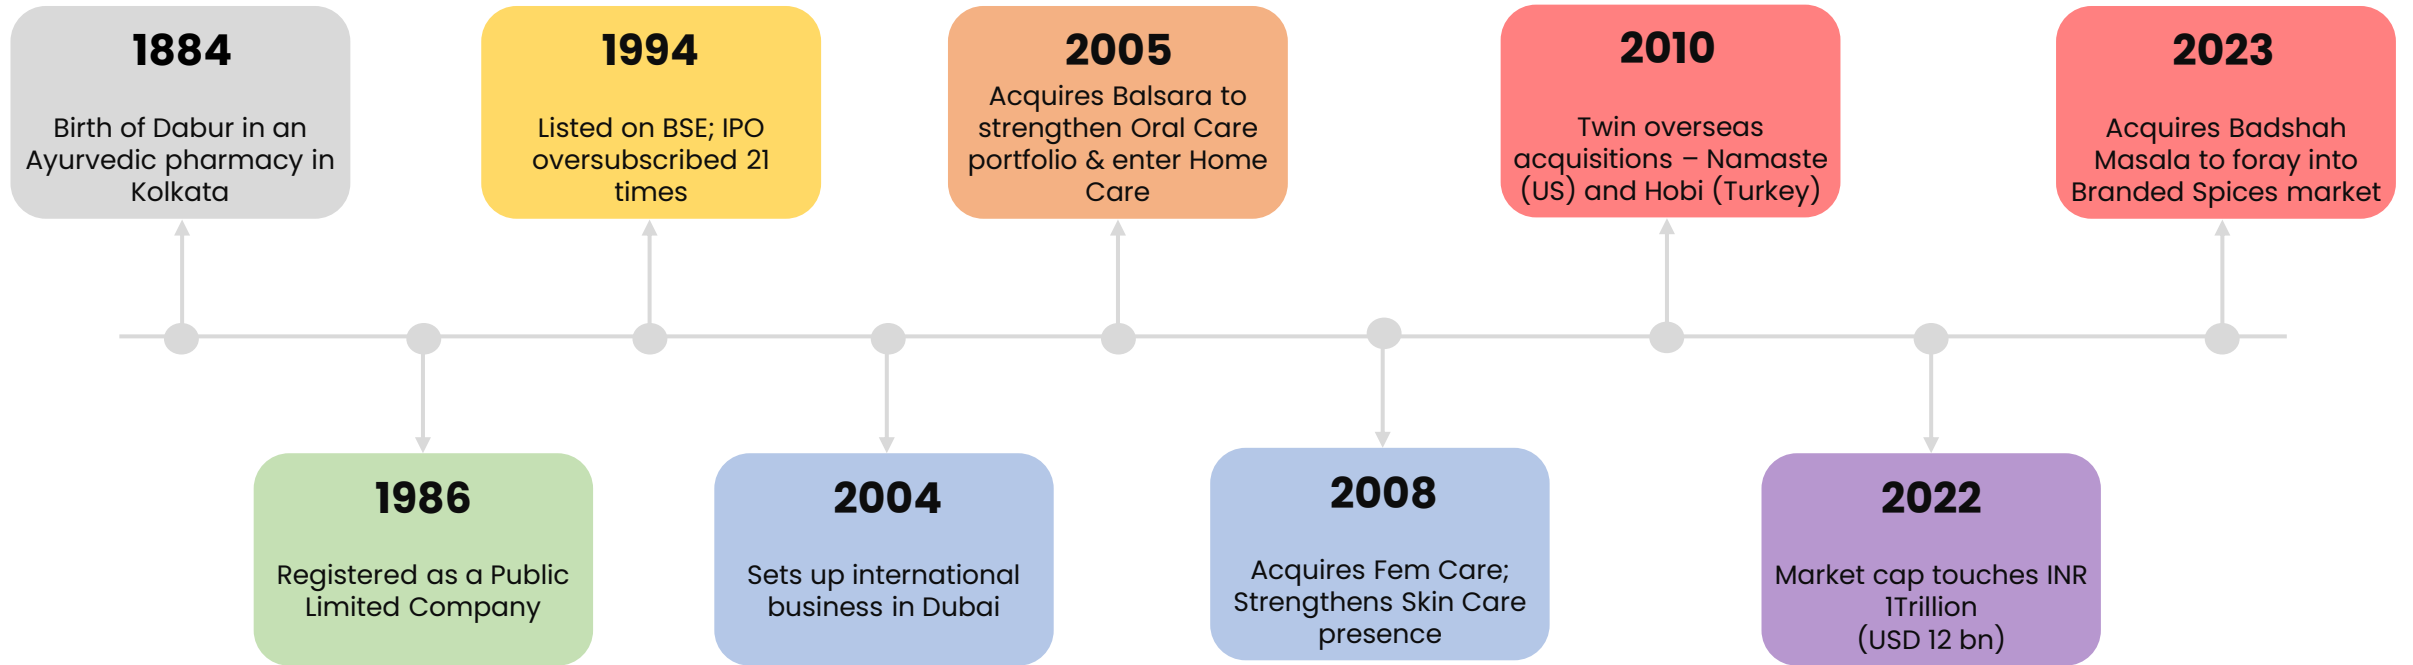 1884
Birth of Dabur in an
Ayurvedic pharmacy in
Kolkata
1986
Registered as a Public
Limited Company
1994
Listed on BSE; IPO
oversubscribed 21
times
2004
Sets up international
business in Dubai
2005
Acquires Balsara to
strengthen Oral Care
portfolio & enter Home
Care
2008
Acquires Fem Care;
Strengthens Skin Care
presence
2010
Twin overseas
acquisitions – Namaste
(US) and Hobi (Turkey)
2022
Market cap touches INR
1Trillion
(USD 12 bn)
2023
Acquires Badshah
Masala to foray into
Branded Spices market